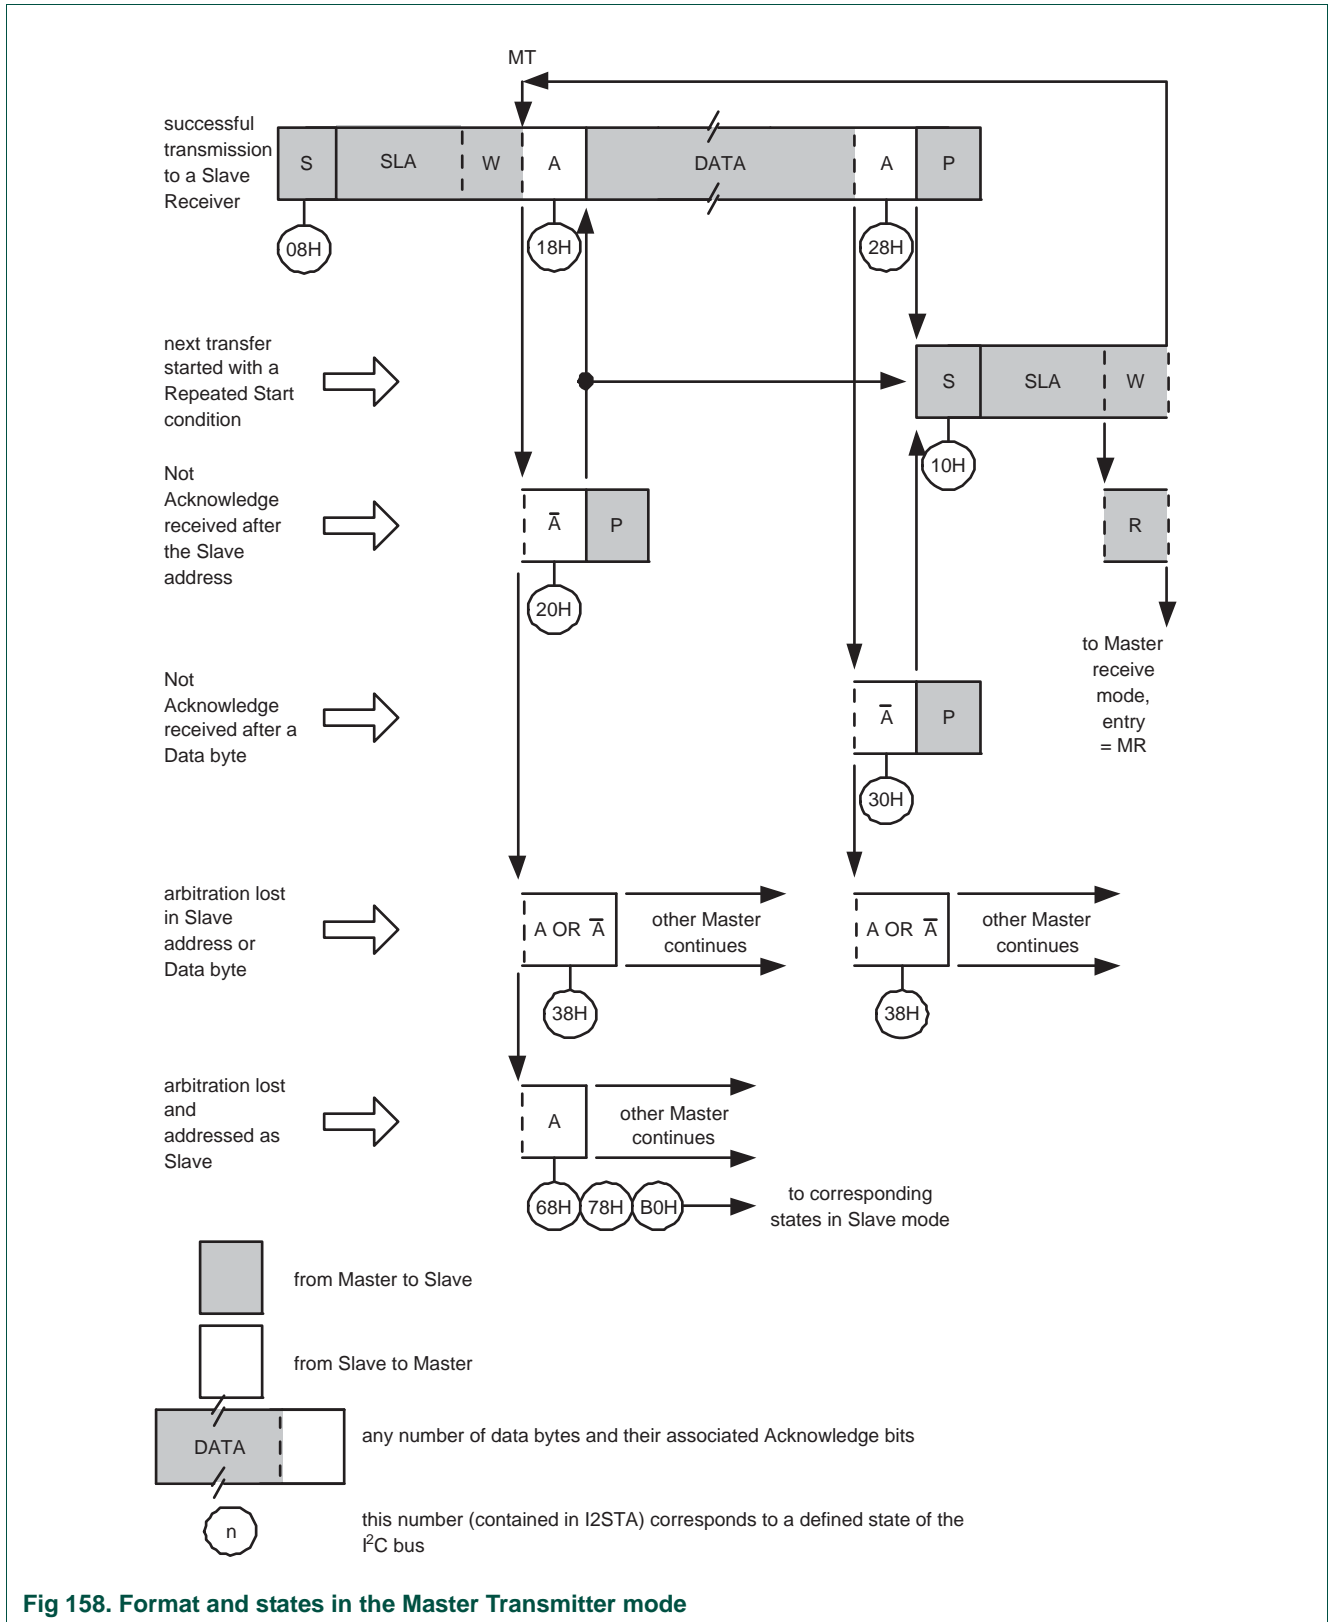 MT
successful
transmission
to a Slave
Receiver
S
SLA
W
A
DATA
A
P
08H
18H
28H
next transfer
started with a
Repeated Start
condition
S
SLA
W
10H
Not
Acknowledge
received after
the Slave
address
A̅
P
R
20H
to Master
receive
mode,
entry
= MR
Not
Acknowledge
received after a
Data byte
A̅
P
30H
arbitration lost
in Slave
address or
Data byte
A OR A̅
other Master
continues
A OR A̅
other Master
continues
38H
38H
arbitration lost
and
addressed as
Slave
A
other Master
continues
68H
78H
B0H
to corresponding
states in Slave mode
from Master to Slave
from Slave to Master
DATA
any number of data bytes and their associated Acknowledge bits
n
this number (contained in I2STA) corresponds to a defined state of the
I²C bus
Fig 158. Format and states in the Master Transmitter mode